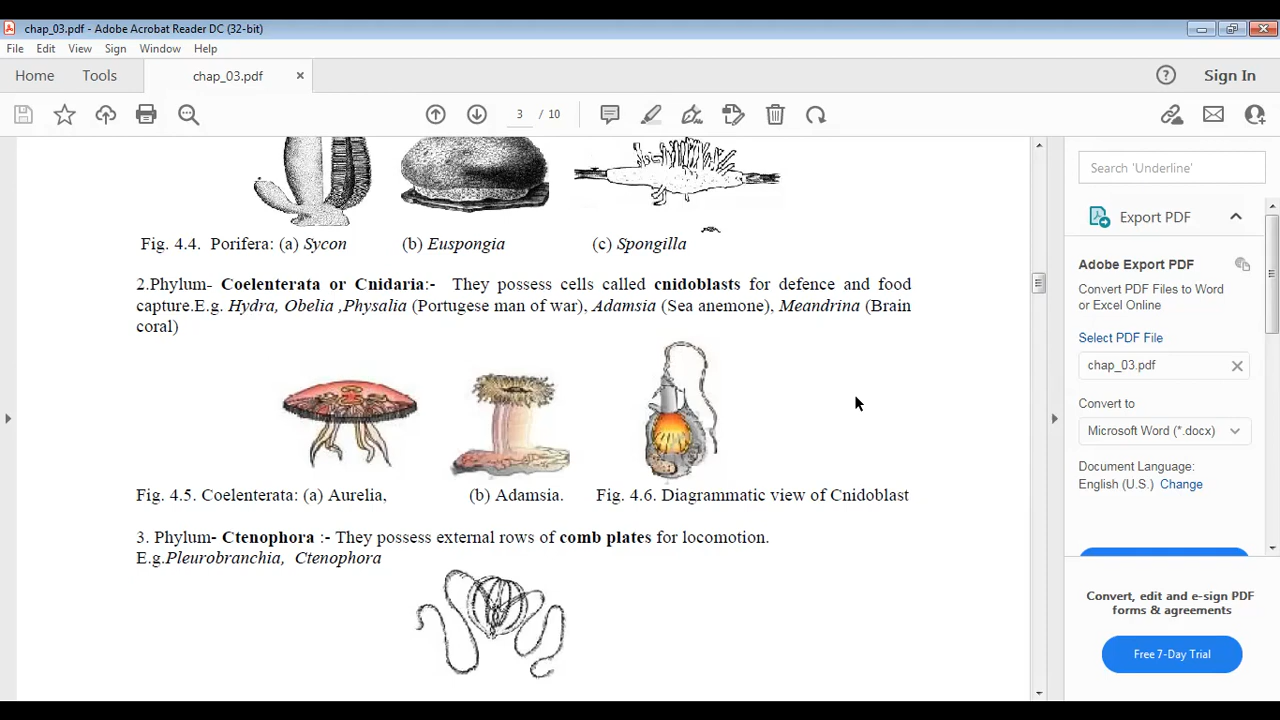 chap_03.pdf - Adobe Acrobat Reader DC (32-bit)
File Edit View Sign Window Help
Home Tools chap_03.pdf × Sign In
3 / 10
Fig. 4.4. Porifera: (a) Sycon (b) Euspongia (c) Spongilla
2.Phylum- Coelenterata or Cnidaria:- They possess cells called cnidoblasts for defence and food
capture.E.g. Hydra, Obelia ,Physalia (Portugese man of war), Adamsia (Sea anemone), Meandrina (Brain
coral)
Fig. 4.5. Coelenterata: (a) Aurelia, (b) Adamsia. Fig. 4.6. Diagrammatic view of Cnidoblast
3. Phylum- Ctenophora :- They possess external rows of comb plates for locomotion.
E.g.Pleurobranchia, Ctenophora
Search 'Underline'
Export PDF
Adobe Export PDF
Convert PDF Files to Word
or Excel Online
Select PDF File
chap_03.pdf
Convert to
Microsoft Word (*.docx)
Document Language:
English (U.S.) Change
Convert, edit and e-sign PDF
forms & agreements
Free 7-Day Trial